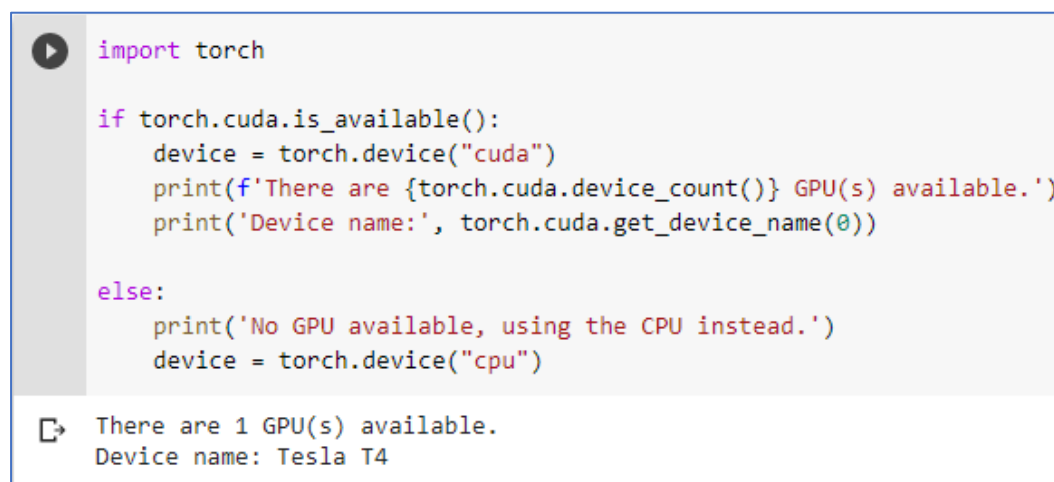 import torch
if torch.cuda.is_available():
    device = torch.device("cuda")
    print(f'There are {torch.cuda.device_count()} GPU(s) available.')
    print('Device name:', torch.cuda.get_device_name(0))
else:
    print('No GPU available, using the CPU instead.')
    device = torch.device("cpu")
There are 1 GPU(s) available.
Device name: Tesla T4